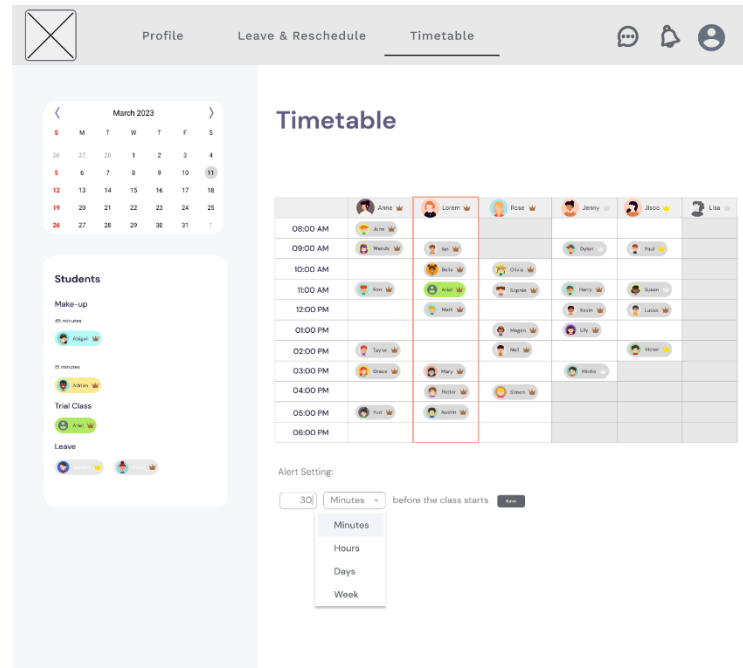 Profile Leave & Reschedule Timetable
March 2023
S M T W T F S
26 27 28 1 2 3 4
5 6 7 8 9 10 11
12 13 14 15 16 17 18
19 20 21 22 23 24 25
26 27 28 29 30 31 1
Students
Make-up
45 minutes
Abigail
15 minutes
Adrian
Trial Class
Ariel
Leave
Timetable
Anne Lorem Rose Jenny Jisoo Lisa
08:00 AM June
09:00 AM Wendy Ian Dylan Paul
10:00 AM Bella Olivia
11:00 AM Ken Ariel Sophie Harry Susan
12:00 PM Matt Kevin Lucas
01:00 PM Megan Lily
02:00 PM Taylor Neil Victor
03:00 PM Grace Mary Minho
04:00 PM Hector Simon
05:00 PM Yuri Austin
06:00 PM
Alert Setting:
30 Minutes before the class starts Save
Minutes
Hours
Days
Week